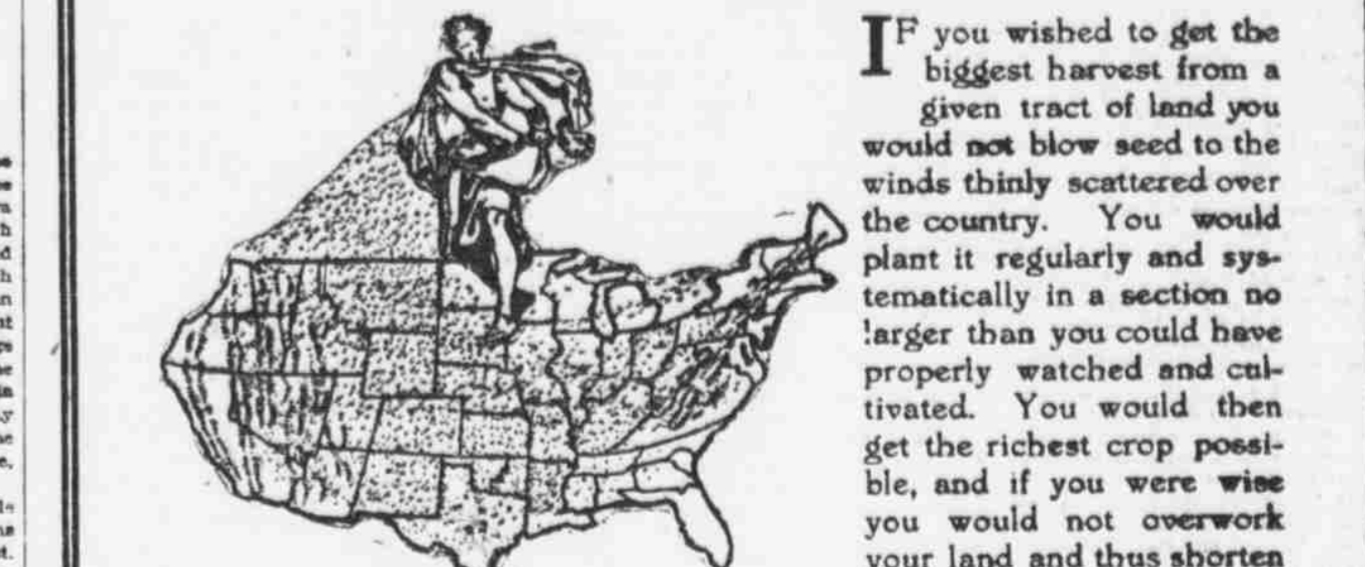 IF you wished to get the
biggest harvest from a
given tract of land you
would not blow seed to the
winds thinly scattered over
the country. You would
plant it regularly and sys-
tematically in a section no
larger than you could have
properly watched and cul-
tivated. You would then
get the richest crop possi-
ble, and if you were wise
you would not overwork
your land and thus shorten